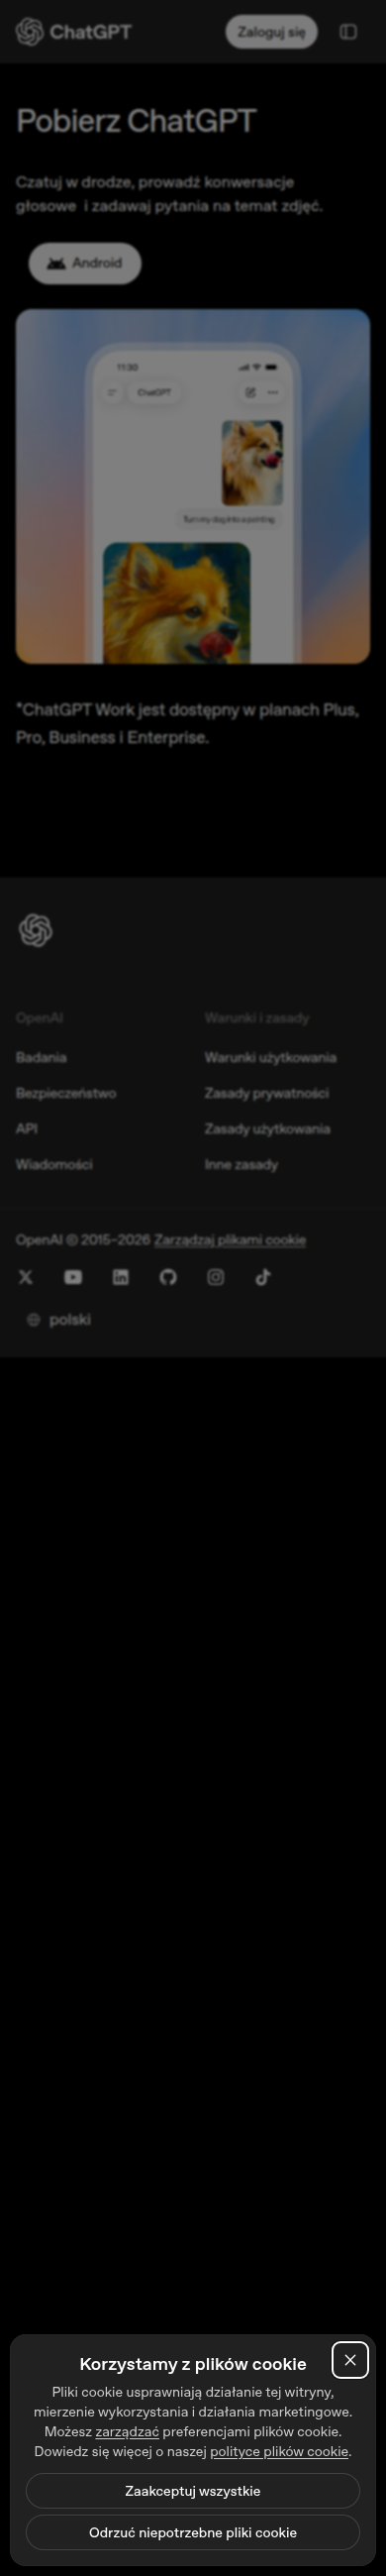 ChatGPT
Zaloguj się
Pobierz ChatGPT
Czatuj w drodze, prowadź konwersacje
głosowe i zadawaj pytania na temat zdjęć.
Android
11:30
ChatGPT
Turn my dog into a painting
*ChatGPT Work jest dostępny w planach Plus,
Pro, Business i Enterprise.
OpenAI
Badania
Bezpieczeństwo
API
Wiadomości
Warunki i zasady
Warunki użytkowania
Zasady prywatności
Zasady użytkowania
Inne zasady
OpenAI © 2015–2026 Zarządzaj plikami cookie
polski
Korzystamy z plików cookie
Pliki cookie usprawniają działanie tej witryny,
mierzenie wykorzystania i działania marketingowe.
Możesz zarządzać preferencjami plików cookie.
Dowiedz się więcej o naszej polityce plików cookie.
Zaakceptuj wszystkie
Odrzuć niepotrzebne pliki cookie